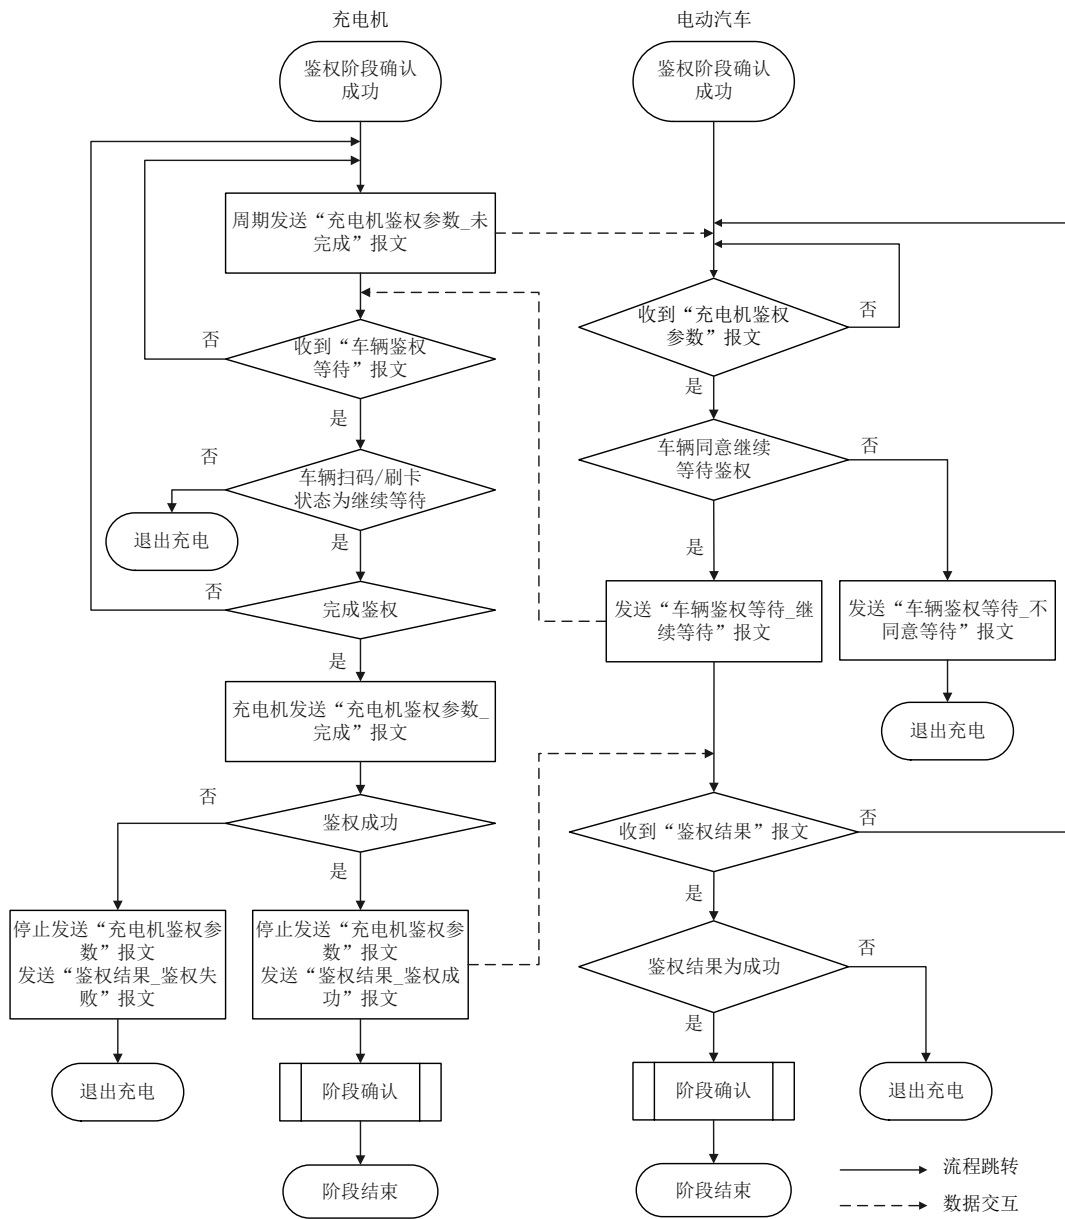 充电机
电动汽车
鉴权阶段确认
成功
鉴权阶段确认
成功
周期发送“充电机鉴权参数_未
完成”报文
收到“充电机鉴权
参数”报文
否
是
收到“车辆鉴权
等待”报文
否
是
车辆同意继续
等待鉴权
否
是
车辆扫码/刷卡
状态为继续等待
否
是
退出充电
完成鉴权
否
是
发送“车辆鉴权等待_继
续等待”报文
发送“车辆鉴权等待_不
同意等待”报文
退出充电
充电机发送“充电机鉴权参数_
完成”报文
鉴权成功
否
是
收到“鉴权结果”报文
否
是
停止发送“充电机鉴权参
数”报文
发送“鉴权结果_鉴权失
败”报文
停止发送“充电机鉴权参
数”报文
发送“鉴权结果_鉴权成
功”报文
鉴权结果为成功
否
是
退出充电
阶段确认
阶段确认
退出充电
阶段结束
阶段结束
流程跳转
数据交互